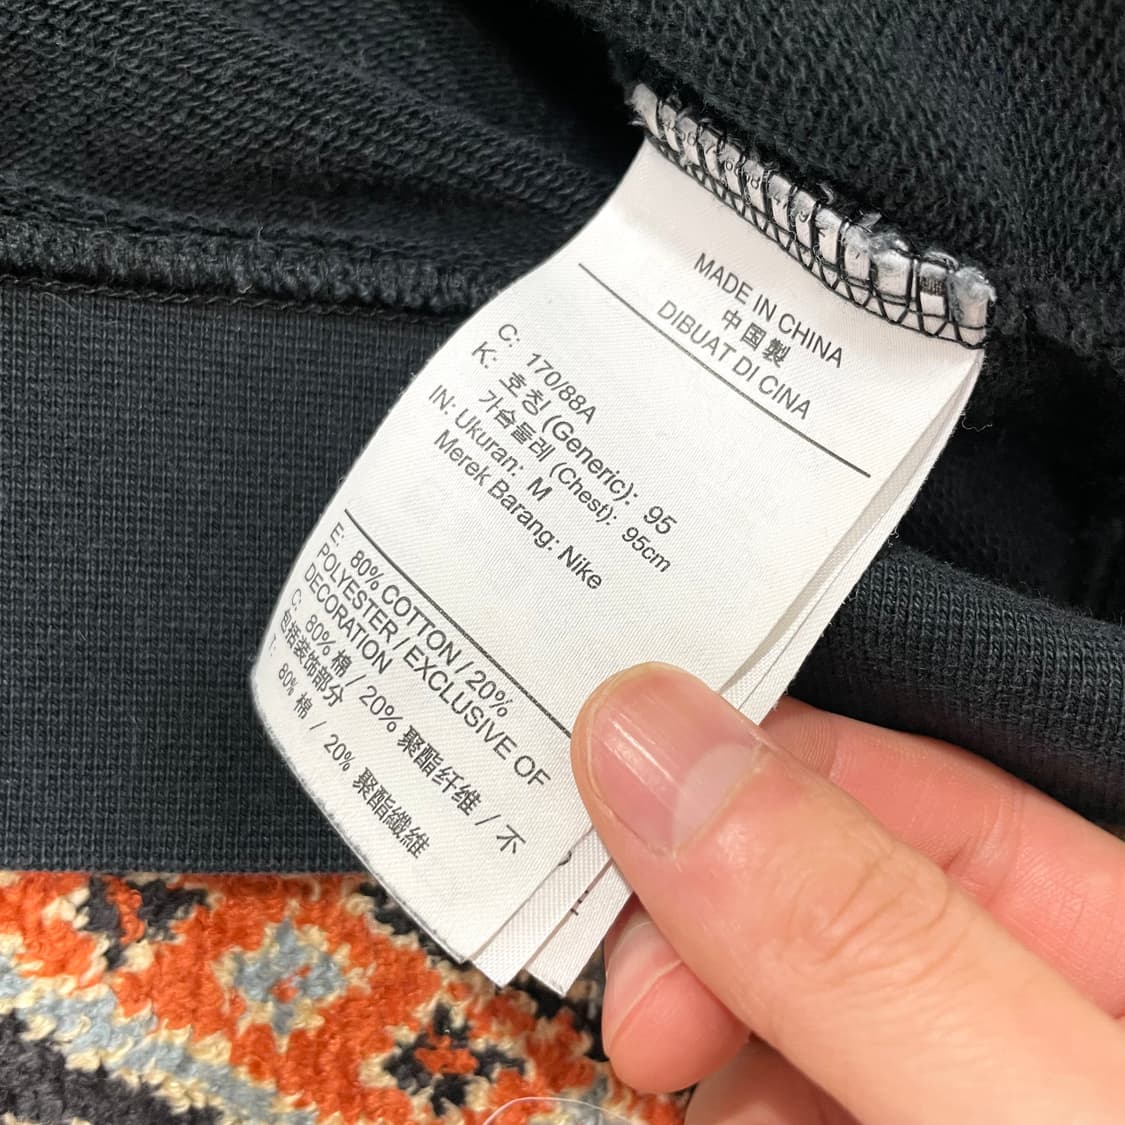 MADE IN CHINA
中国製
DIBUAT DI CINA
C: 170/88A
K: 호칭 (Generic): 95
가슴둘레 (Chest): 95cm
IN: Ukuran: M
Merek Barang: Nike
E: 80% COTTON / 20%
POLYESTER / EXCLUSIVE OF
DECORATION
C: 80% 棉 / 20% 聚酯纤维 / 不
包括装饰部分
T: 80% 棉 / 20% 聚酯纖維